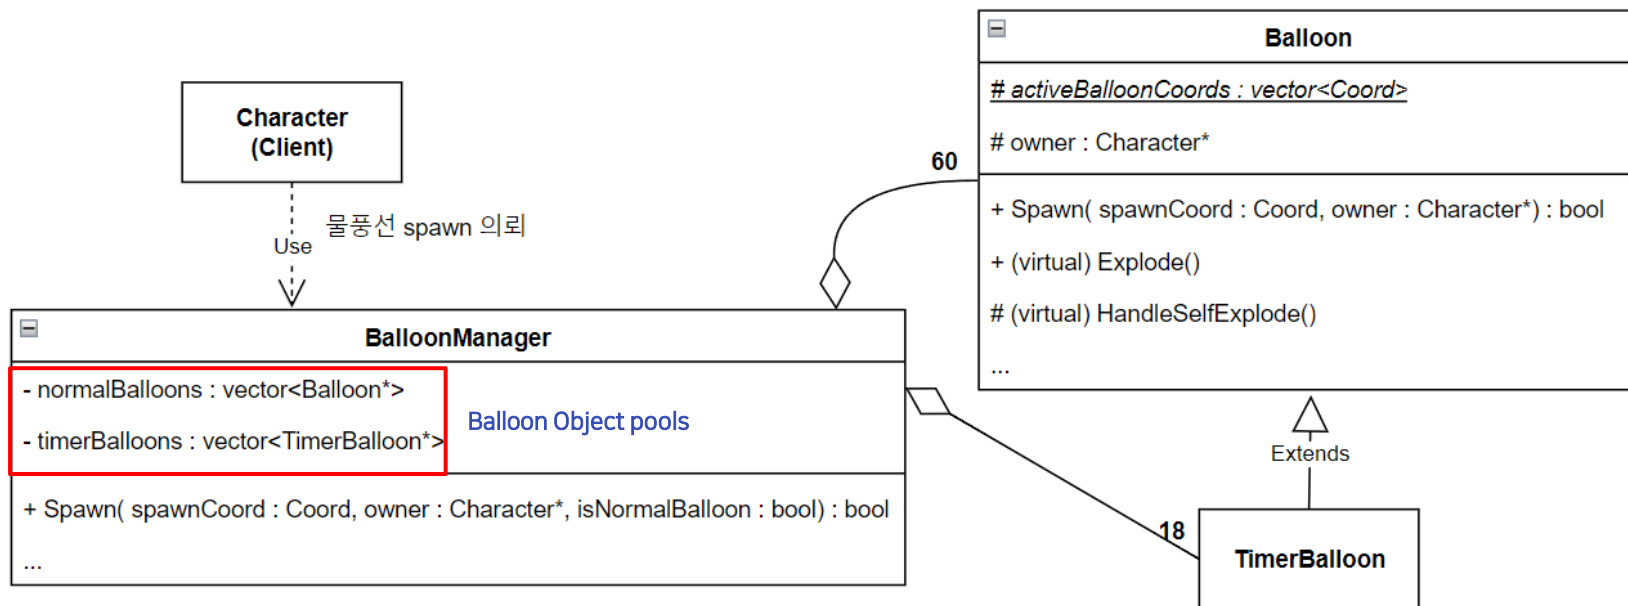 Character
(Client)
Use
물풍선 spawn 의뢰
BalloonManager
- normalBalloons : vector<Balloon*>
- timerBalloons : vector<TimerBalloon*>
Balloon Object pools
+ Spawn( spawnCoord : Coord, owner : Character*, isNormalBalloon : bool) : bool
...
60
18
Balloon
# activeBalloonCoords : vector<Coord>
# owner : Character*
+ Spawn( spawnCoord : Coord, owner : Character*) : bool
+ (virtual) Explode()
# (virtual) HandleSelfExplode()
...
Extends
TimerBalloon